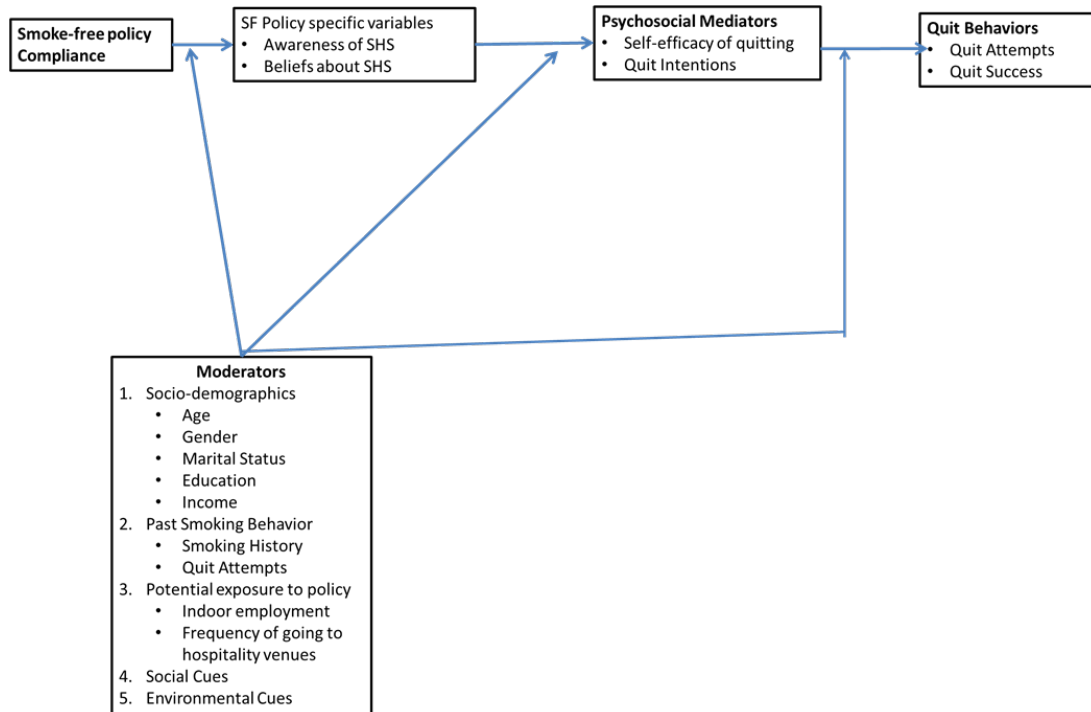 Smoke-free policy
Compliance
SF Policy specific variables
• Awareness of SHS
• Beliefs about SHS
Psychosocial Mediators
• Self-efficacy of quitting
• Quit Intentions
Quit Behaviors
• Quit Attempts
• Quit Success
Moderators
1. Socio-demographics
• Age
• Gender
• Marital Status
• Education
• Income
2. Past Smoking Behavior
• Smoking History
• Quit Attempts
3. Potential exposure to policy
• Indoor employment
• Frequency of going to
hospitality venues
4. Social Cues
5. Environmental Cues